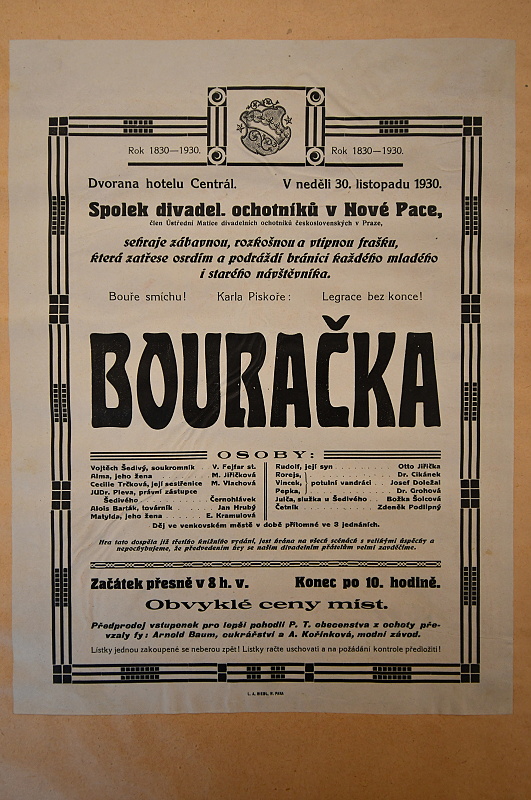 Rok 1830—1930. Rok 1830—1930.
Dvorana hotelu Centrál. V neděli 30. listopadu 1930.
Spolek divadel. ochotníků v Nové Pace,
člen Ústřední Matice divadelních ochotníků československých v Praze,
sehraje zábavnou, rozkošnou a vtipnou frašku,
která zatřese osrdím a podráždí bránici každého mladého
i starého návštěvníka.
Bouře smíchu! Karla Piskoře: Legrace bez konce!
BOURAČKA
OSOBY:
Vojtěch Šedivý, soukromník . V. Fejfar st.
Alma, jeho žena . . . . M. Jiřičková
Cecilie Trčková, její sestřenice M. Vlachová
JUDr. Pleva, právní zástupce
Šedivého . . . . Černohlávek
Alois Barták, továrník . . Jan Hrubý
Matylda, jeho žena . . . E. Kramulová
Rudolf, její syn . . . . Otto Jiřička
Rorejs, Dr. Cikánek
Vincek, } potulní vandráci . Josef Doležal
Pepka, Dr. Grohová
Julča, služka u Šedivého . Božka Šolcová
Četník . . . . Zdeněk Podlipný
Děj ve venkovském městě v době přítomné ve 3 jednáních.
Hra tato dospěla již třetího knižního vydání, jest hrána na všech scénách s velikými úspěchy a
nepochybujeme, že předvedením hry se našim divadelním přátelům velmi zavděčíme.
Začátek přesně v 8 h. v. Konec po 10. hodině.
Obvyklé ceny míst.
Předprodej vstupenek pro lepší pohodlí P. T. obecenstva z ochoty pře-
vzaly fy: Arnold Baum, cukrářství a A. Kořínková, modní závod.
Lístky jednou zakoupené se neberou zpět! Lístky račte uschovati a na požádání kontrole předložiti!